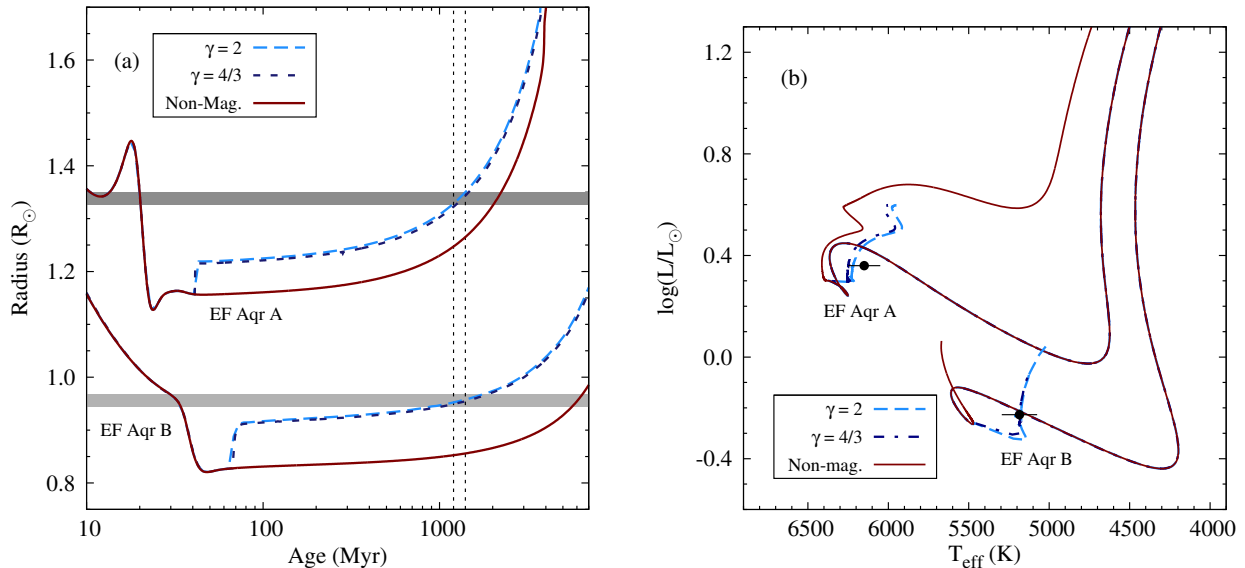 (a)
γ = 2
γ = 4/3
Non-Mag.
1.6
1.4
1.2
1.0
0.8
Radius (R☉)
EF Aqr A
EF Aqr B
10
100
1000
Age (Myr)
(b)
1.2
0.8
0.4
0.0
-0.4
log(L/L☉)
EF Aqr A
EF Aqr B
γ = 2
γ = 4/3
Non-mag.
6500
6000
5500
5000
4500
4000
T_eff (K)